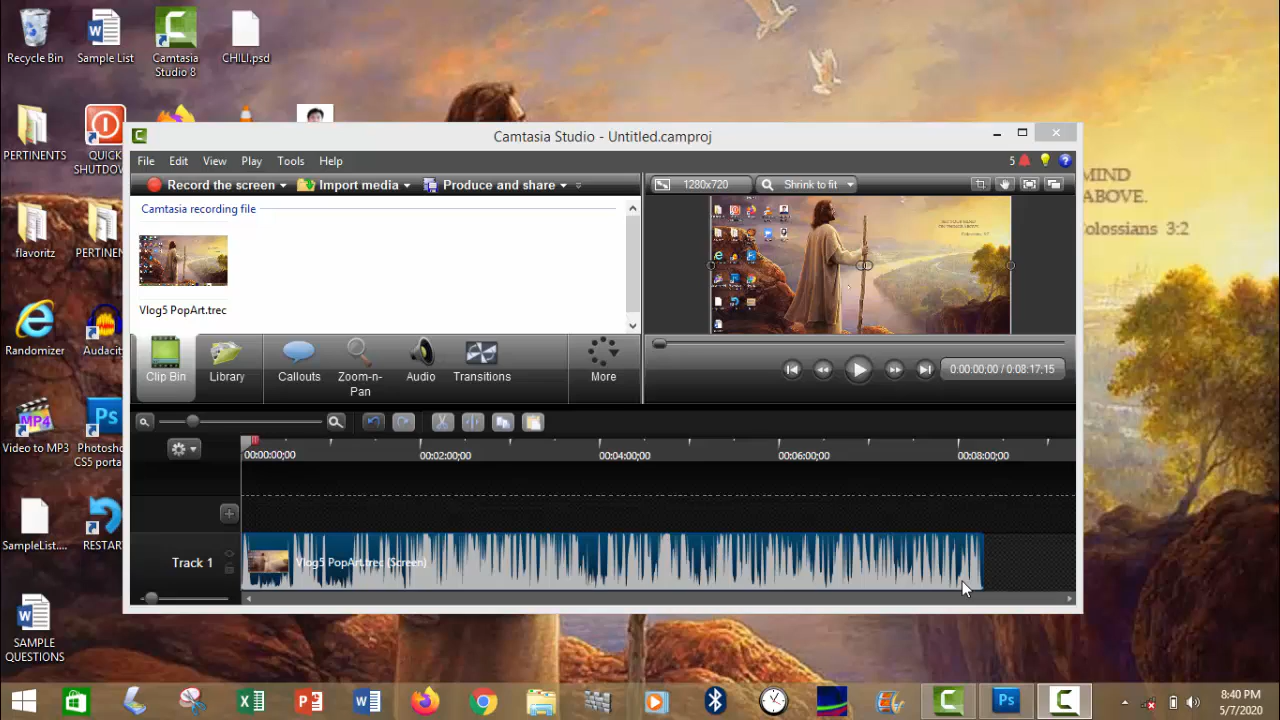 Recycle Bin
Sample List
Camtasia
Studio 8
CHILI.psd
PERTINENTS
QUICK
SHUTDOW
flavoritz
PERTINEN
Randomizer
Audacit
Video to MP3
Photosho
CS5 porta
SampleList....
RESTAR
SAMPLE
QUESTIONS
Camtasia Studio - Untitled.camproj
File Edit View Play Tools Help
5
Record the screen Import media Produce and share
1280x720 Shrink to fit
Camtasia recording file
Vlog5 PopArt.trec
Clip Bin Library Callouts Zoom-n-
Pan Audio Transitions More
0:00:00;00 / 0:08:17;15
00:00:00;00 00:02:00;00 00:04:00;00 00:06:00;00 00:08:00;00
Track 1
Vlog5 PopArt.trec (Screen)
MIND
ABOVE.
Colossians 3:2
8:40 PM
5/7/2020